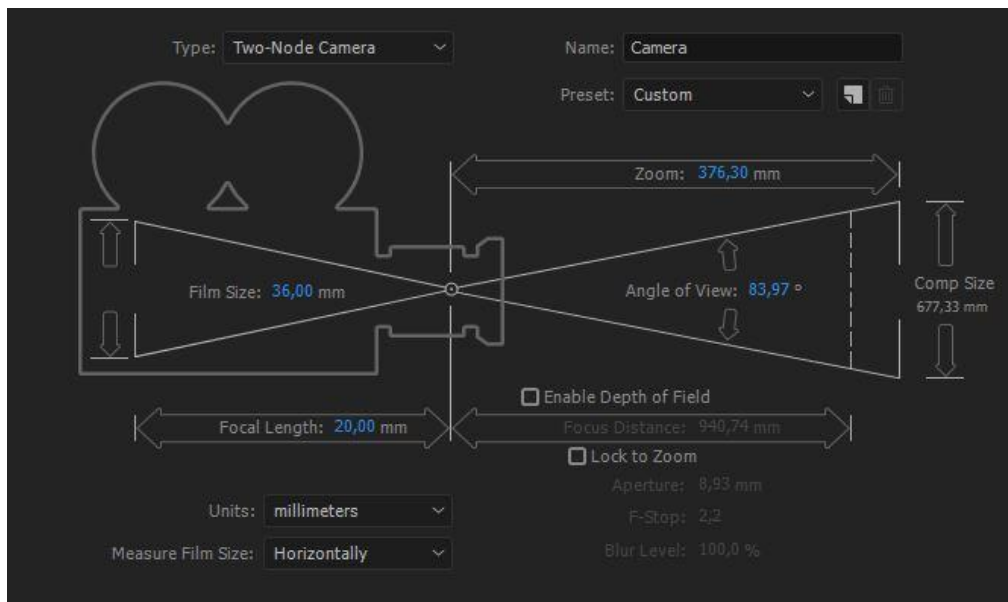 Type: Two-Node Camera
Name: Camera
Preset: Custom
Zoom: 376,30 mm
Film Size: 36,00 mm
Angle of View: 83,97 °
Comp Size
677,33 mm
Enable Depth of Field
Focal Length: 20,00 mm
Focus Distance: 940,74 mm
Lock to Zoom
Aperture: 8,93 mm
Units: millimeters
F-Stop: 2,2
Measure Film Size: Horizontally
Blur Level: 100,0 %